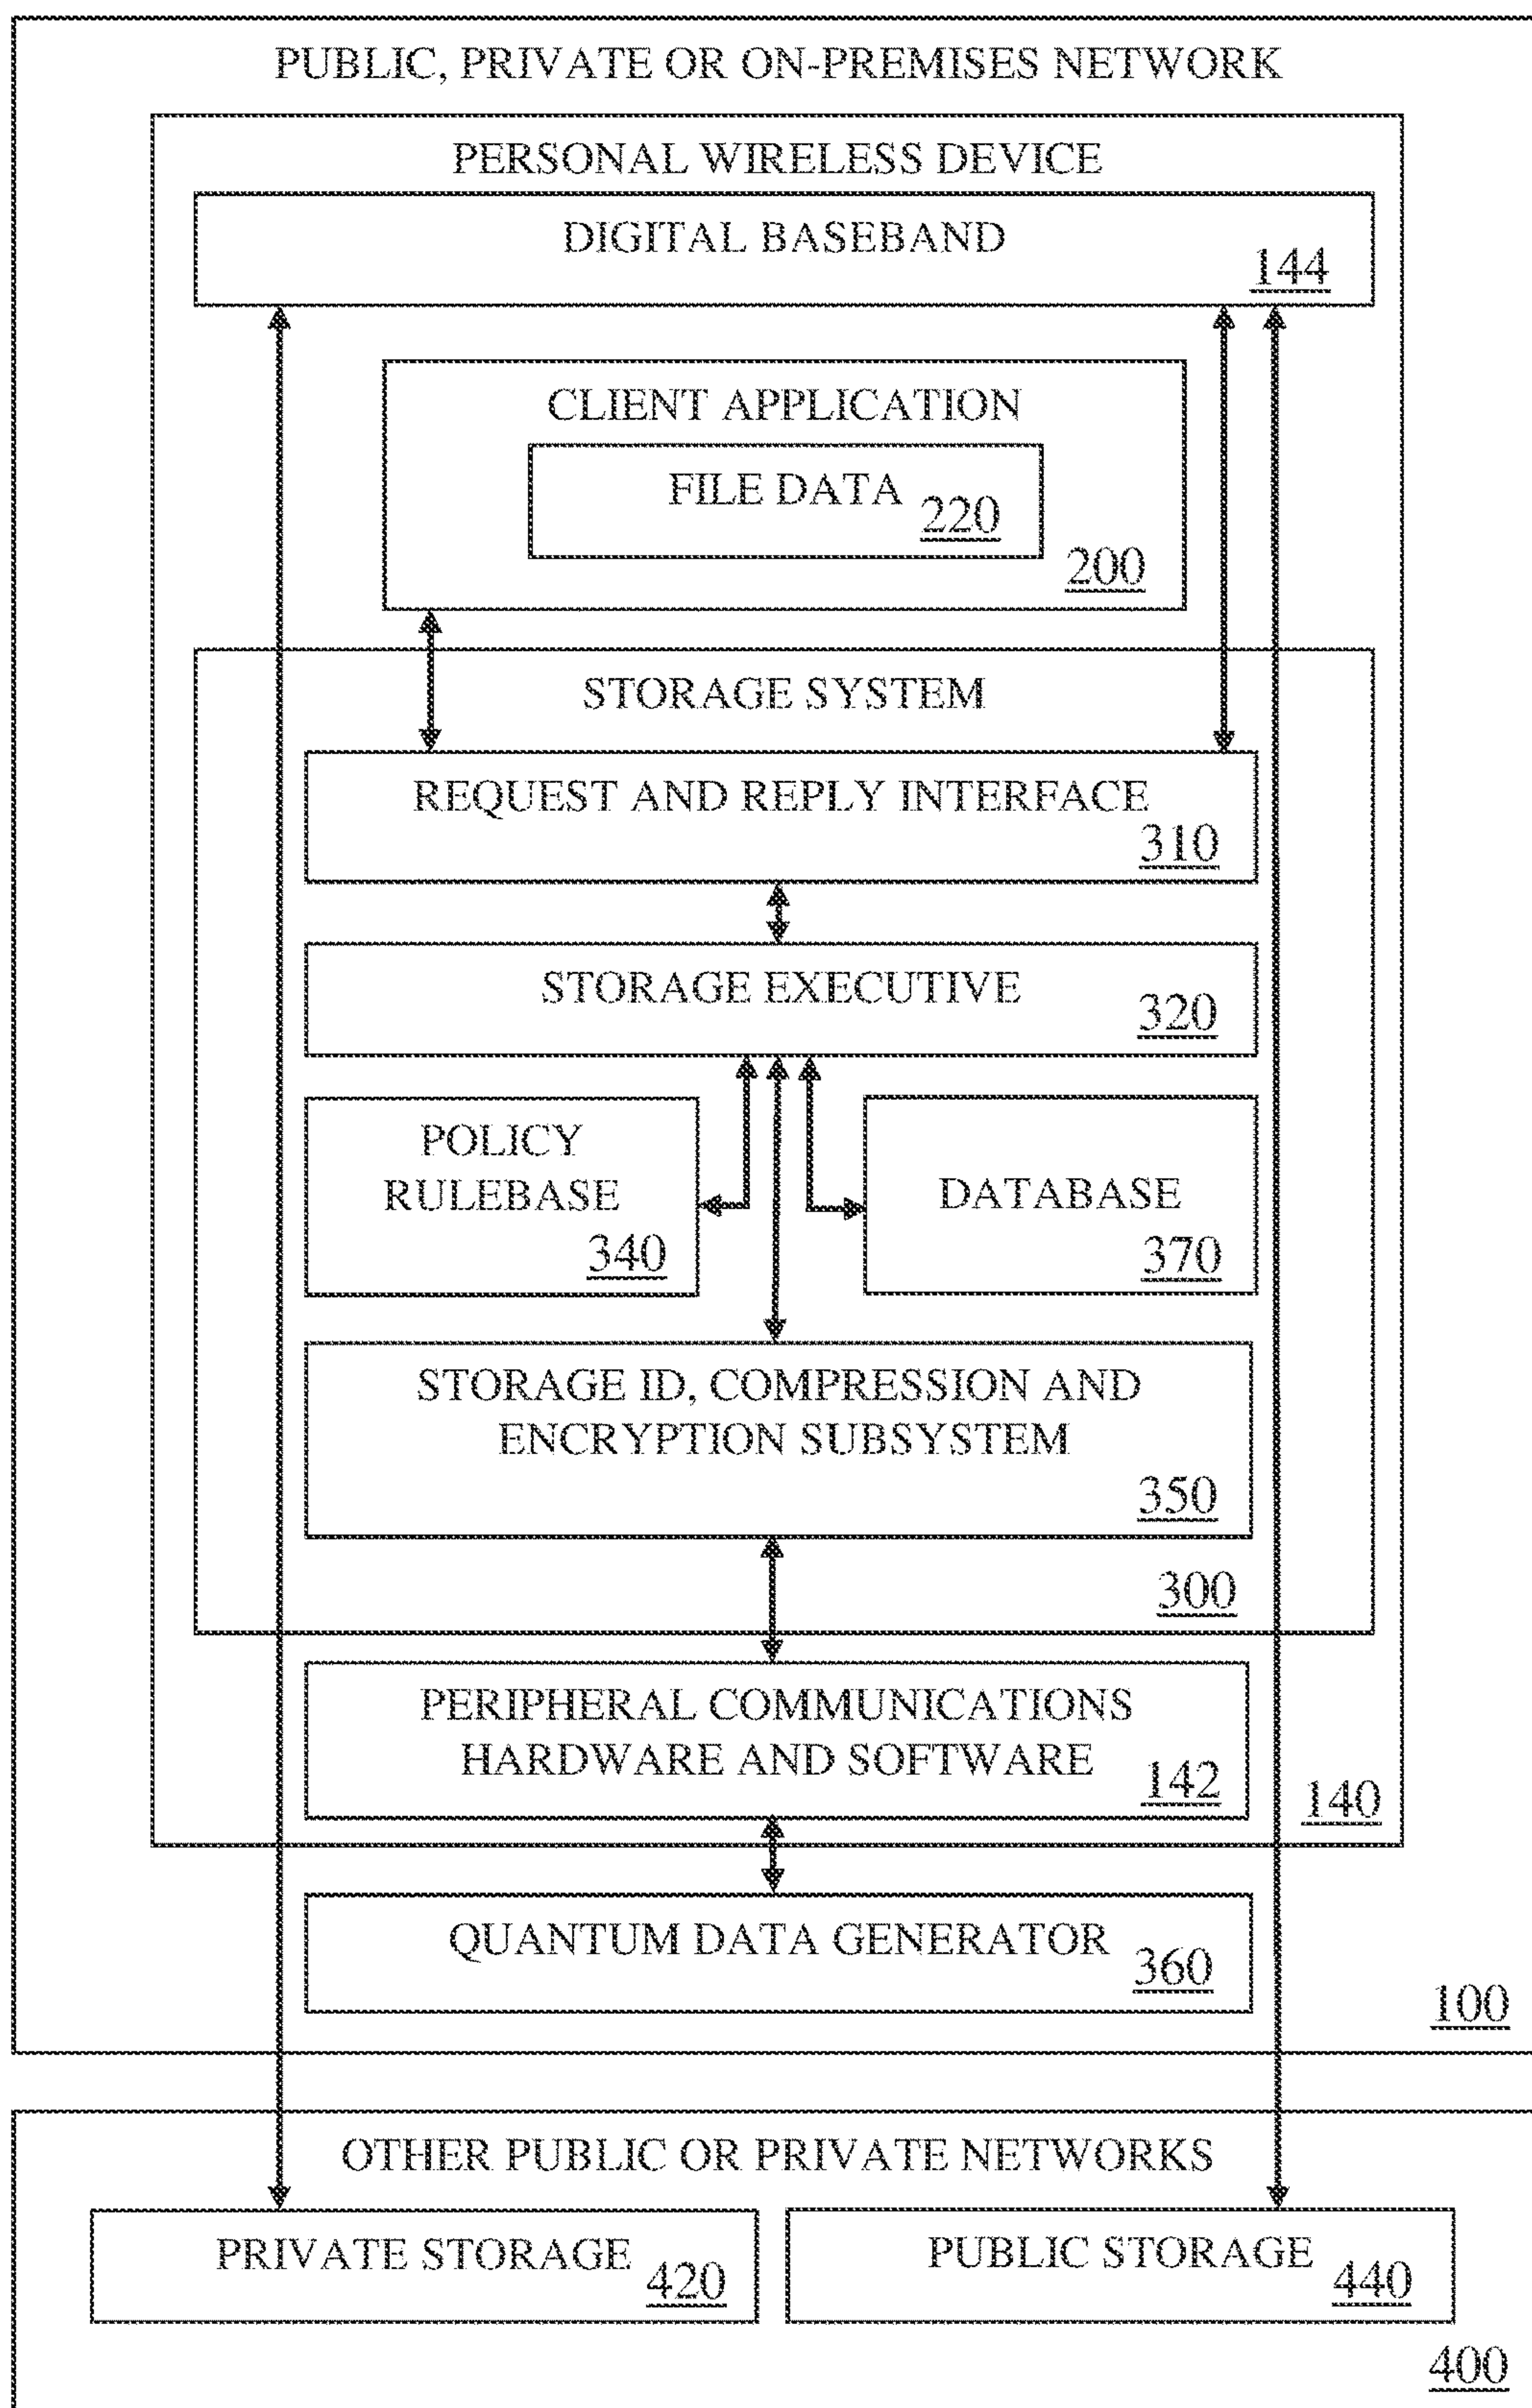 PUBLIC, PRIVATE OR ON-PREMISES NETWORK
PERSONAL WIRELESS DEVICE
DIGITAL BASEBAND
144
CLIENT APPLICATION
FILE DATA
220
200
STORAGE SYSTEM
REQUEST AND REPLY INTERFACE
310
STORAGE EXECUTIVE
320
POLICY
RULEBASE
340
DATABASE
370
STORAGE ID, COMPRESSION AND
ENCRYPTION SUBSYSTEM
350
300
PERIPHERAL COMMUNICATIONS
HARDWARE AND SOFTWARE
142
140
QUANTUM DATA GENERATOR
360
100
OTHER PUBLIC OR PRIVATE NETWORKS
PRIVATE STORAGE
420
PUBLIC STORAGE
440
400